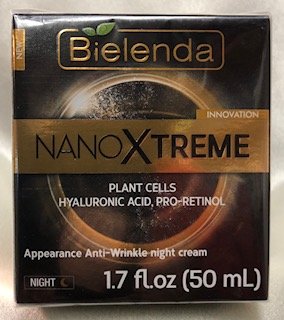 NEW
Bielenda
INNOVATION
NANOXTREME
PLANT CELLS
HYALURONIC ACID, PRO-RETINOL
Appearance Anti-Wrinkle night cream
NIGHT
1.7 fl.oz (50 mL)